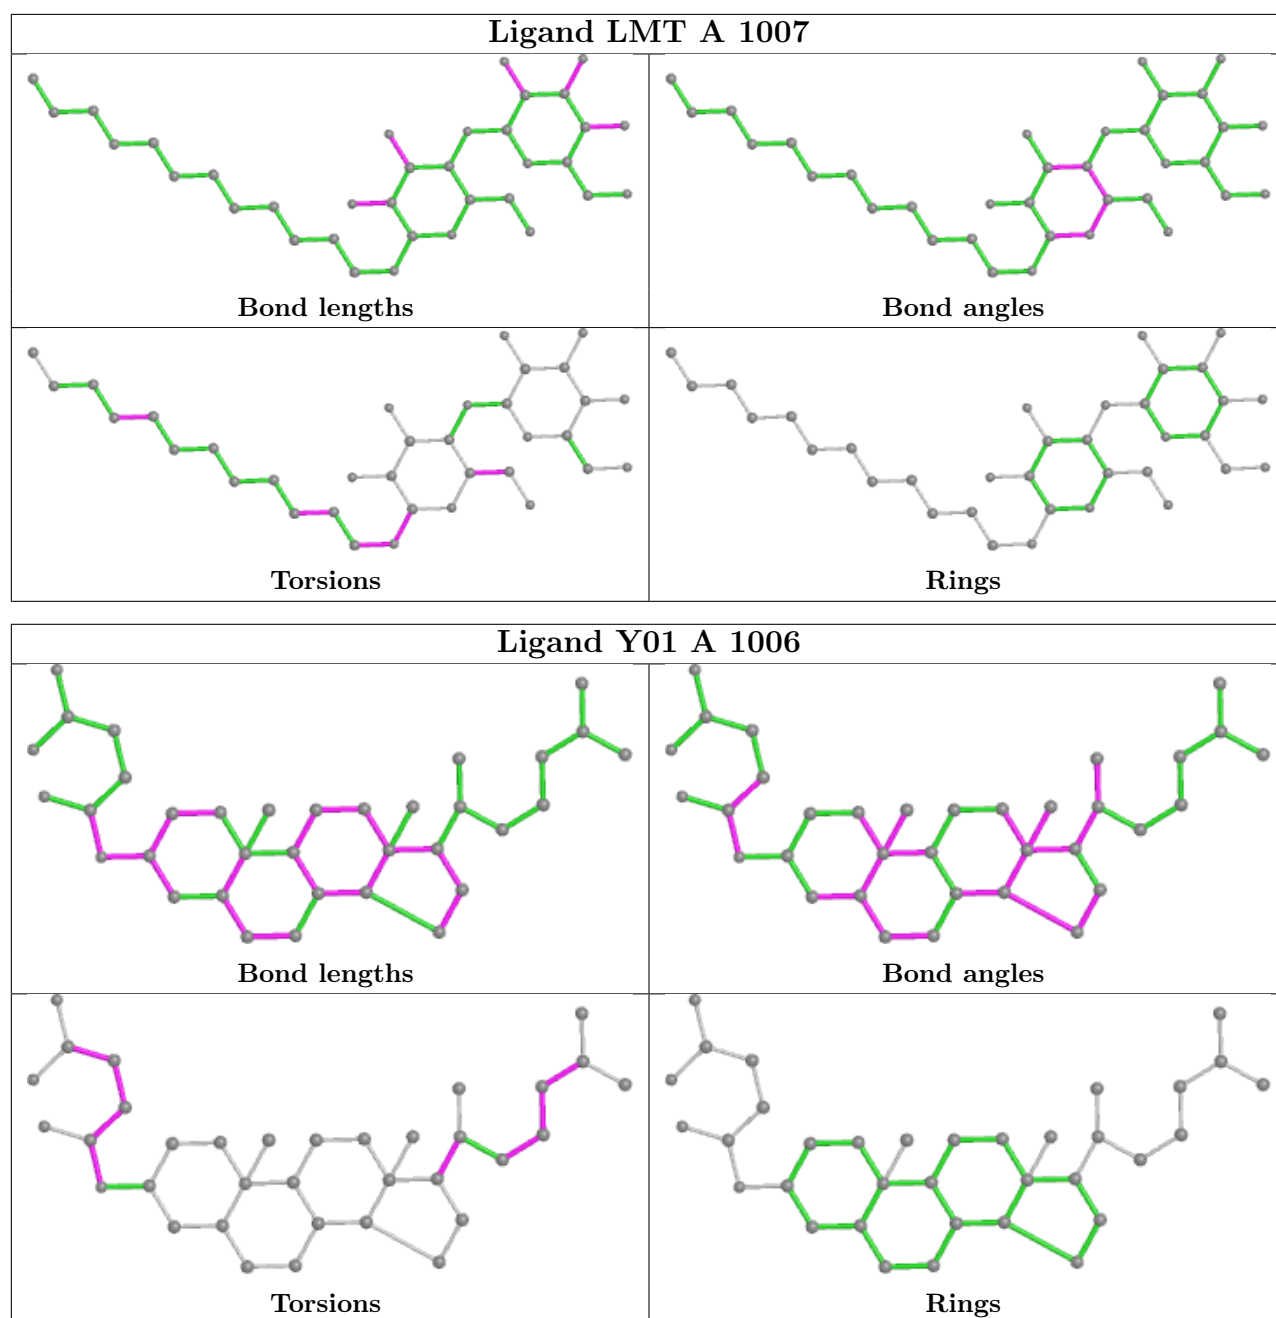 Ligand LMT A 1007
Bond lengths
Bond angles
Torsions
Rings
Ligand Y01 A 1006
Bond lengths
Bond angles
Torsions
Rings